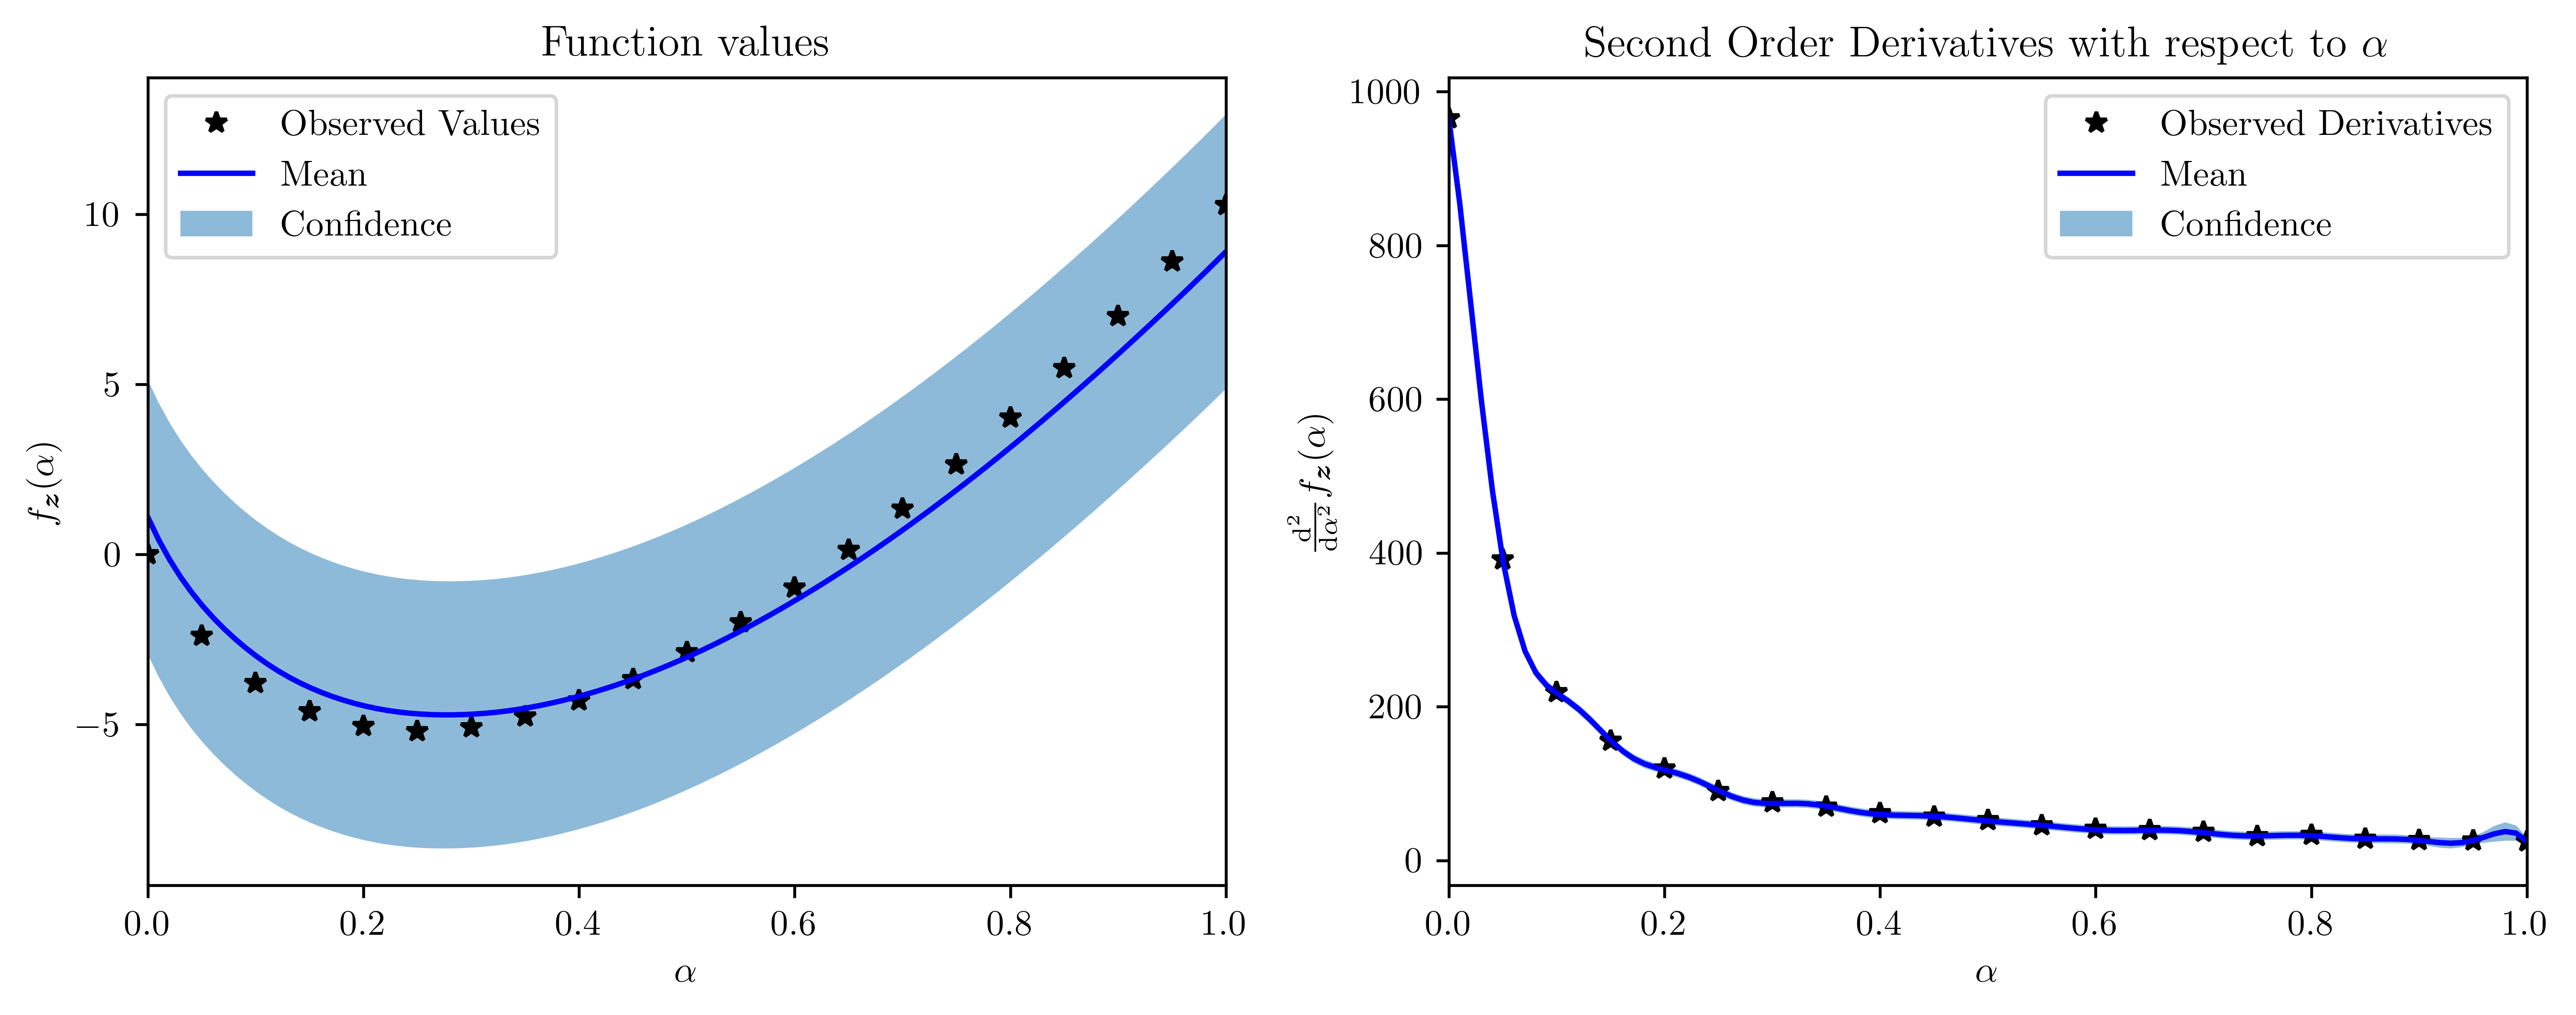 Function values
Observed Values
Mean
Confidence
10
5
0
−5
f_z(α)
0.0 0.2 0.4 0.6 0.8 1.0
α
Second Order Derivatives with respect to α
Observed Derivatives
Mean
Confidence
1000
800
600
400
200
0
d²/dα² f_z(α)
0.0 0.2 0.4 0.6 0.8 1.0
α